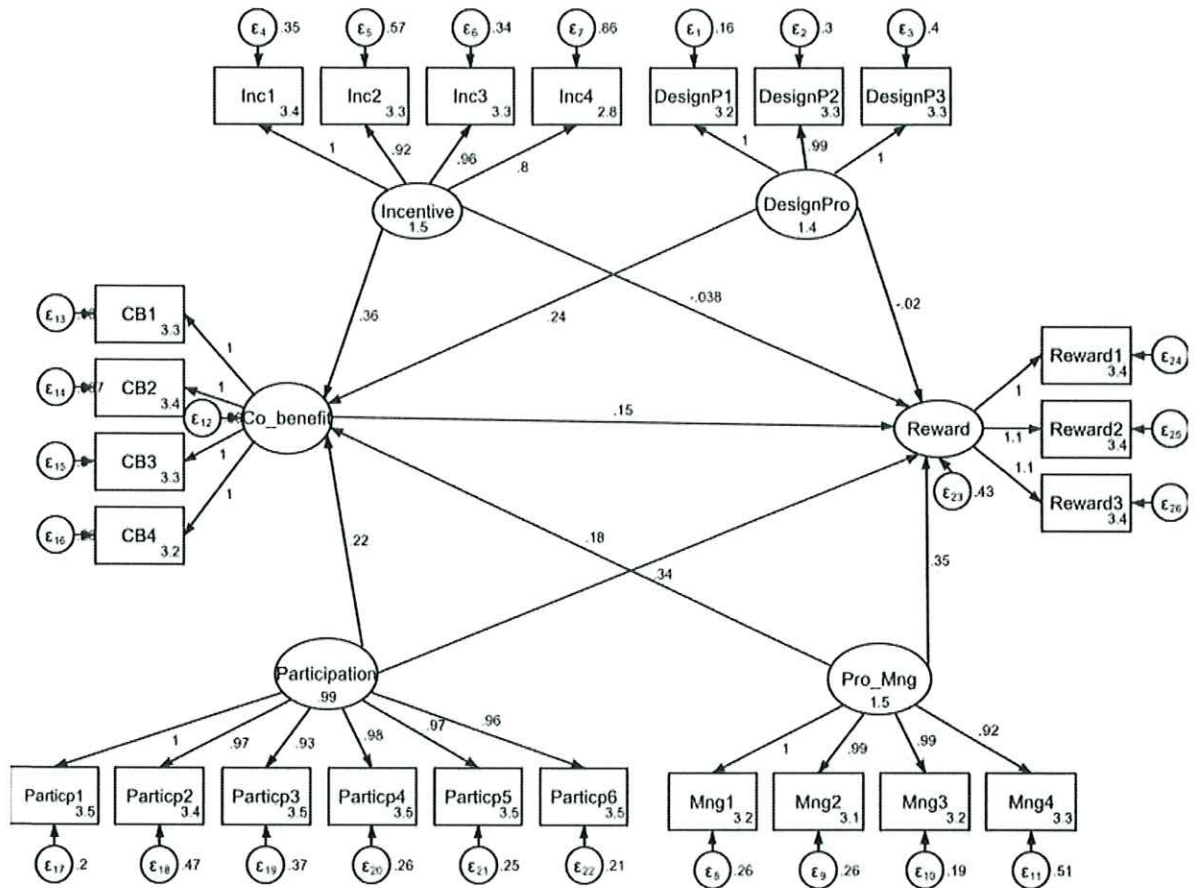 ε4 .35 ε5 .57 ε6 .34 ε7 .66 ε1 .16 ε2 .3 ε3 .4
Inc1 Inc2 Inc3 Inc4 DesignP1 DesignP2 DesignP3
3.4 3.3 3.3 2.8 3.2 3.3 3.3
1 .92 .96 .8 1 .99 1
Incentive DesignPro
1.5 1.4
ε13 CB1
3.3
.36 .24 -.038 -.02
1
ε14 CB2
3.4
1
ε12 Co_benefit
.15
Reward
Reward1 ε24
3.4
1
Reward2 ε25
3.4
1.1
Reward3 ε26
3.4
1.1
ε23 .43
ε15 CB3
3.3
1
ε16 CB4
3.2
1
.22 .18 .34 .35
Participation Pro_Mng
.99 1.5
1 .97 .93 .98 .97 .96 1 .99 .99 .92
Particp1 Particp2 Particp3 Particp4 Particp5 Particp6 Mng1 Mng2 Mng3 Mng4
3.5 3.4 3.5 3.5 3.5 3.5 3.2 3.1 3.2 3.3
ε17 .2 ε18 .47 ε19 .37 ε20 .26 ε21 .25 ε22 .21 .26 ε9 .26 ε10 .19 ε11 .51